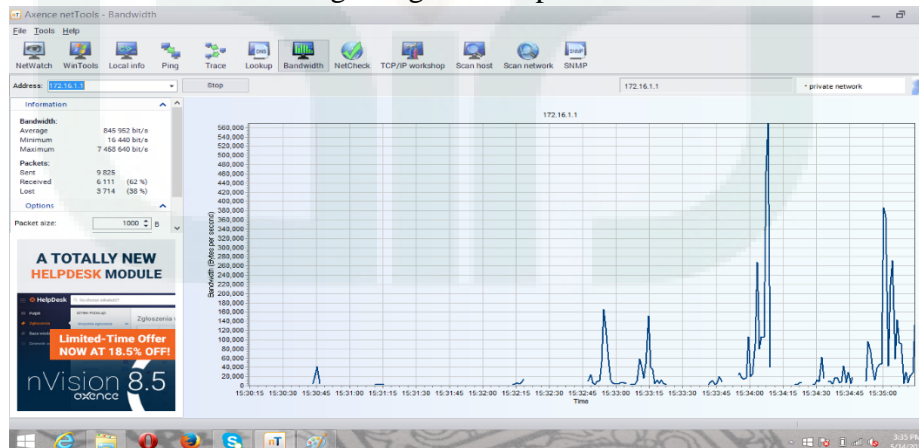 Axence netTools - Bandwidth
File Tools Help
NetWatch WinTools Local info Ping Trace Lookup Bandwidth NetCheck TCP/IP workshop Scan host Scan network SNMP
Address: 172.16.1.1 Stop 172.16.1.1 private network
Information
Bandwidth:
Average 845 952 bit/s
Minimum 16 440 bit/s
Maximum 7 488 640 bit/s
Packets:
Sent 9 825
Received 6 111 (62 %)
Lost 3 714 (38 %)
Options
Packet size: 1000 B
A TOTALLY NEW
HELPDESK MODULE
HelpDesk
Limited-Time Offer
NOW AT 18.5% OFF!
nVision 8.5
axence
172.16.1.1
Bandwidth (Bytes per second)
560,000
540,000
520,000
500,000
480,000
460,000
440,000
420,000
400,000
380,000
360,000
340,000
320,000
300,000
280,000
260,000
240,000
220,000
200,000
180,000
160,000
140,000
120,000
100,000
80,000
60,000
40,000
20,000
0
15:30:15 15:30:30 15:30:45 15:31:00 15:31:15 15:31:30 15:31:45 15:32:00 15:32:15 15:32:30 15:32:45 15:33:00 15:33:15 15:33:30 15:33:45 15:34:00 15:34:15 15:34:30 15:34:45 15:35:00
Time